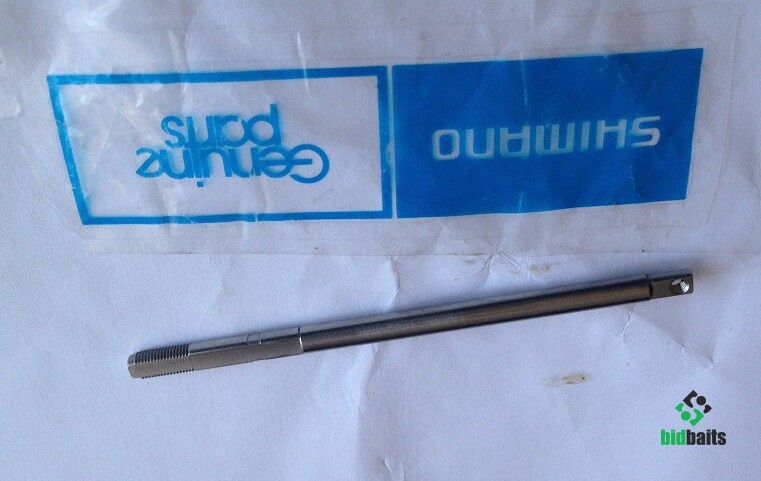 Genuine
parts
SHIMANO
bidbaits